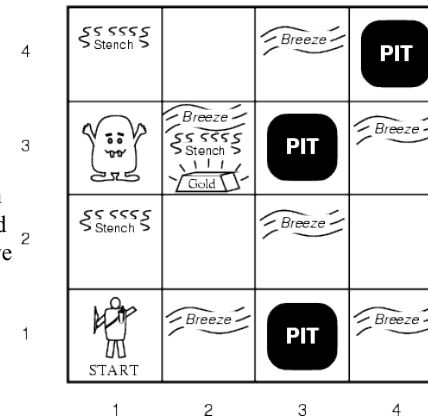 4
Stench
Breeze
PIT
3
Breeze
Stench
Gold
PIT
Breeze
2
Stench
Breeze
1
START
Breeze
PIT
Breeze
1 2 3 4